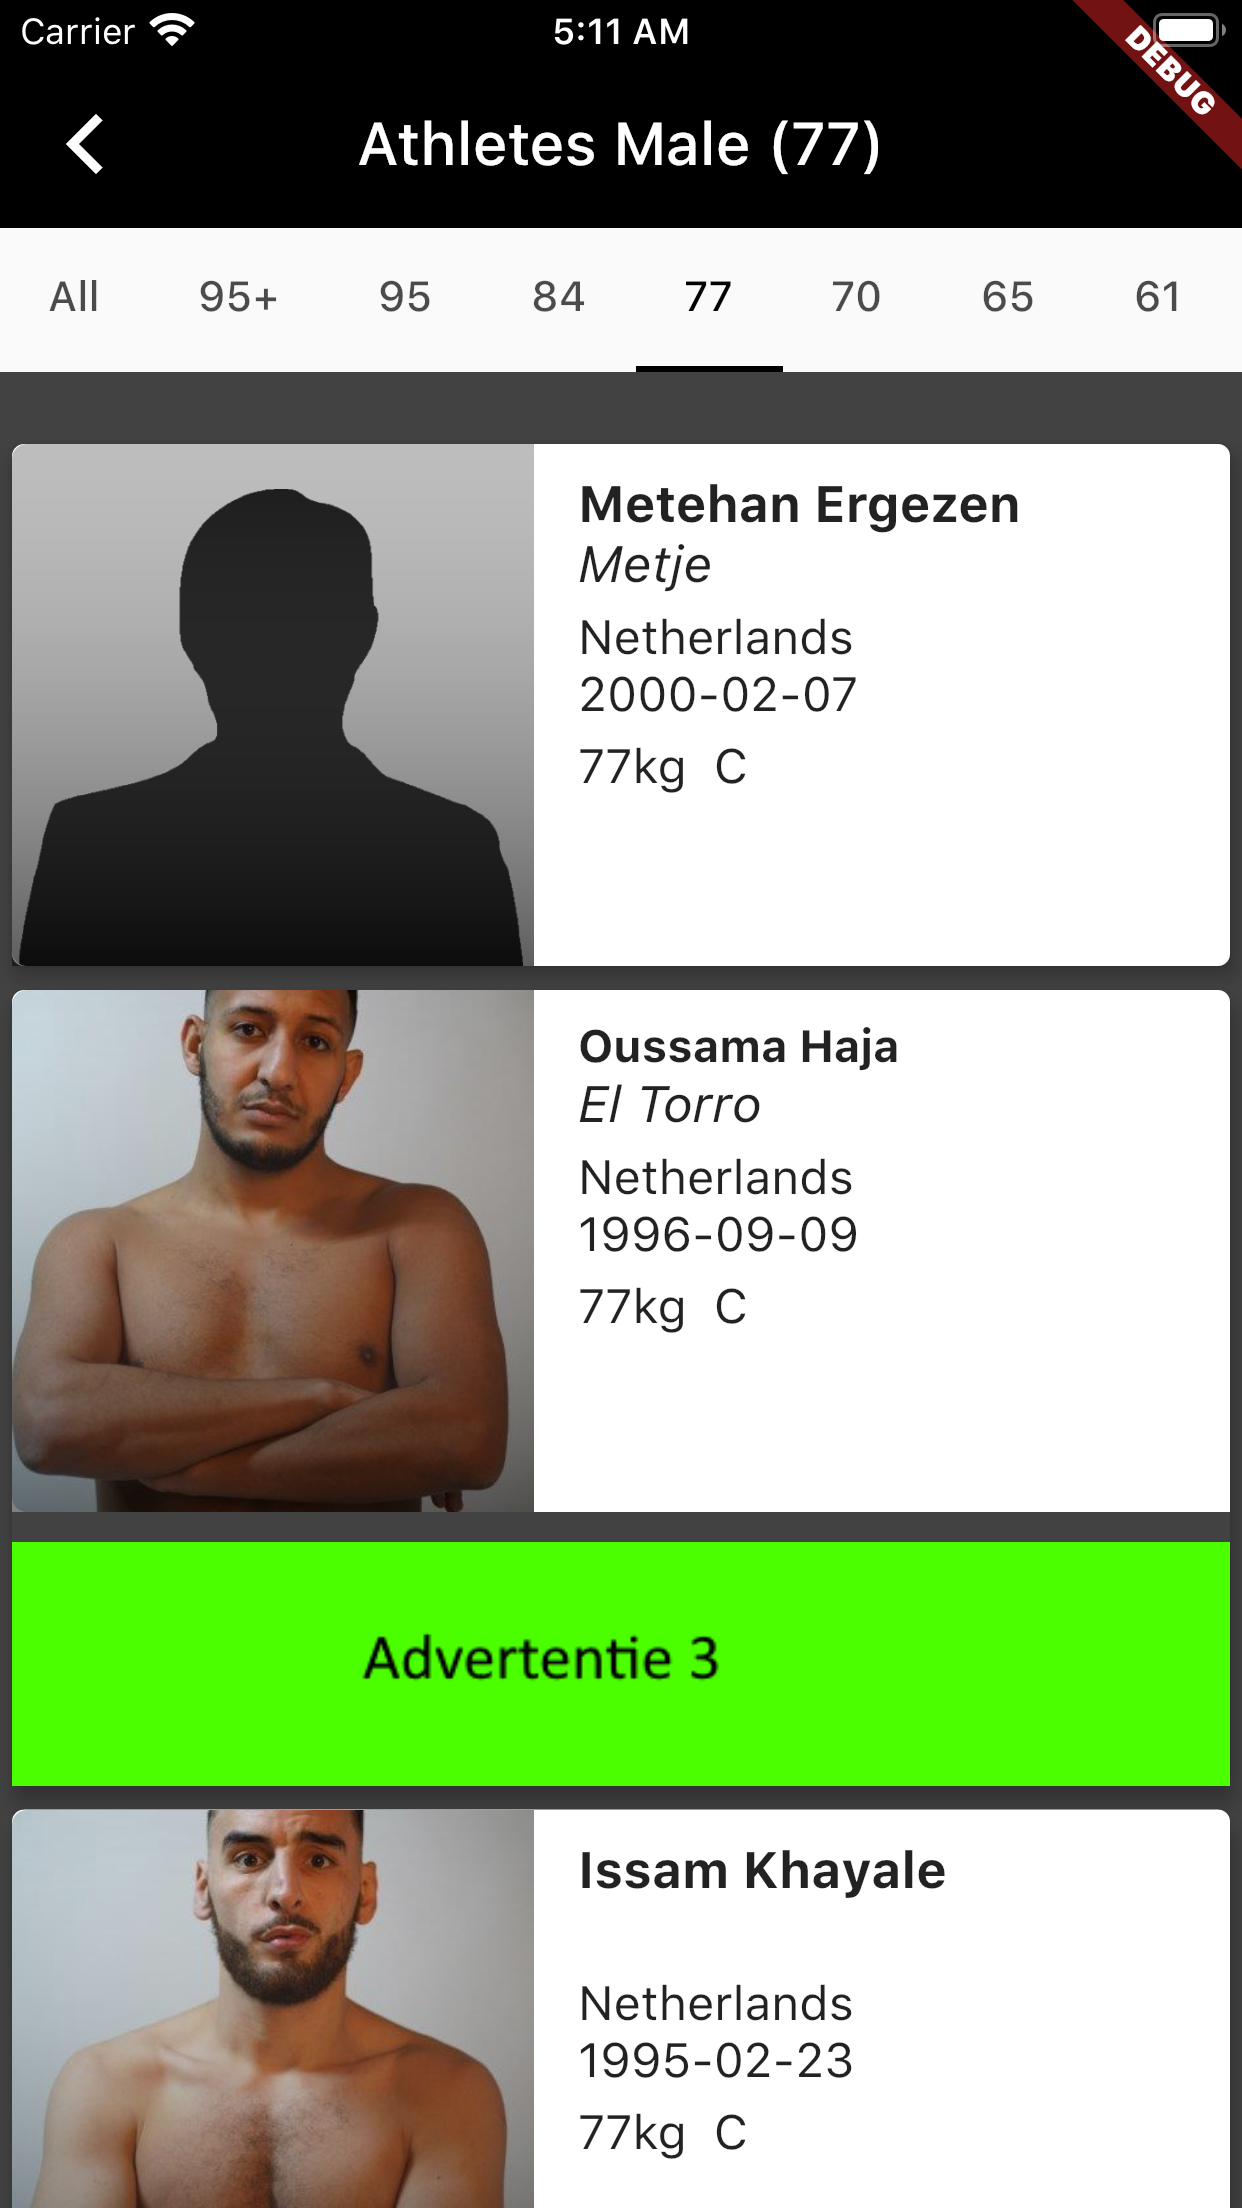 Carrier 5:11 AM
DEBUG
Athletes Male (77)
All 95+ 95 84 77 70 65 61
Metehan Ergezen
Metje
Netherlands
2000-02-07
77kg C
Oussama Haja
El Torro
Netherlands
1996-09-09
77kg C
Advertentie 3
Issam Khayale
Netherlands
1995-02-23
77kg C